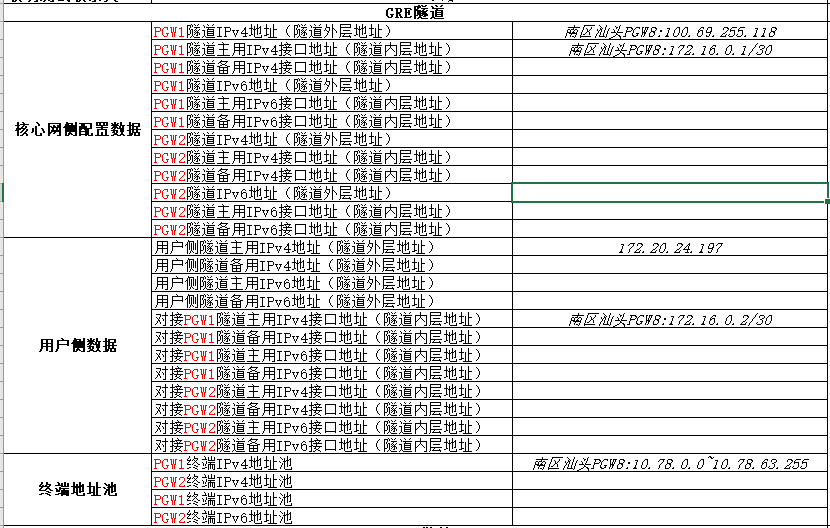 GRE隧道
核心网侧配置数据
PGW1隧道IPv4地址（隧道外层地址） 南区汕头PGW8:100.69.255.118
PGW1隧道主用IPv4接口地址（隧道内层地址） 南区汕头PGW8:172.16.0.1/30
PGW1隧道备用IPv4接口地址（隧道内层地址）
PGW1隧道IPv6地址（隧道外层地址）
PGW1隧道主用IPv6接口地址（隧道内层地址）
PGW1隧道备用IPv6接口地址（隧道内层地址）
PGW2隧道IPv4地址（隧道外层地址）
PGW2隧道主用IPv4接口地址（隧道内层地址）
PGW2隧道备用IPv4接口地址（隧道内层地址）
PGW2隧道IPv6地址（隧道外层地址）
PGW2隧道主用IPv6接口地址（隧道内层地址）
PGW2隧道备用IPv6接口地址（隧道内层地址）
用户侧数据
用户侧隧道主用IPv4地址（隧道外层地址） 172.20.24.197
用户侧隧道备用IPv4地址（隧道外层地址）
用户侧隧道主用IPv6地址（隧道外层地址）
用户侧隧道备用IPv6地址（隧道外层地址）
对接PGW1隧道主用IPv4接口地址（隧道内层地址） 南区汕头PGW8:172.16.0.2/30
对接PGW1隧道备用IPv4接口地址（隧道内层地址）
对接PGW1隧道主用IPv6接口地址（隧道内层地址）
对接PGW1隧道备用IPv6接口地址（隧道内层地址）
对接PGW2隧道主用IPv4接口地址（隧道内层地址）
对接PGW2隧道备用IPv4接口地址（隧道内层地址）
对接PGW2隧道主用IPv6接口地址（隧道内层地址）
对接PGW2隧道备用IPv6接口地址（隧道内层地址）
终端地址池
PGW1终端IPv4地址池 南区汕头PGW8:10.78.0.0~10.78.63.255
PGW2终端IPv4地址池
PGW1终端IPv6地址池
PGW2终端IPv6地址池